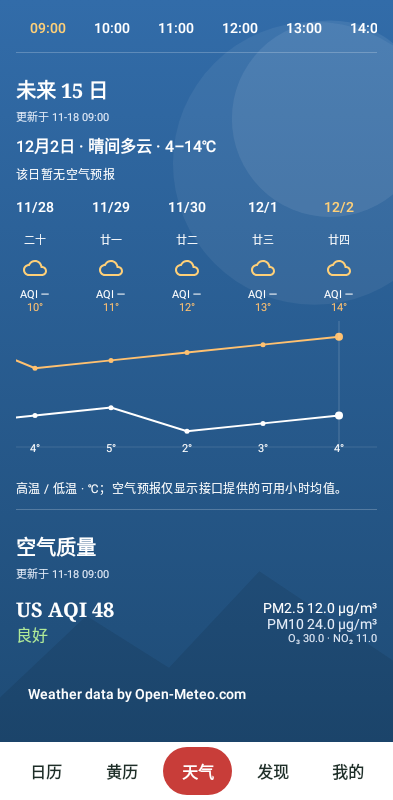 09:00 10:00 11:00 12:00 13:00 14:0
未来 15 日
更新于 11-18 09:00
12月2日 · 晴间多云 · 4–14℃
该日暂无空气预报
11/28 11/29 11/30 12/1 12/2
二十 廿一 廿二 廿三 廿四
AQI — AQI — AQI — AQI — AQI —
10° 11° 12° 13° 14°
4° 5° 2° 3° 4°
高温 / 低温 · ℃；空气预报仅显示接口提供的可用小时均值。
空气质量
更新于 11-18 09:00
US AQI 48
良好
PM2.5 12.0 μg/m³
PM10 24.0 μg/m³
O₃ 30.0 · NO₂ 11.0
Weather data by Open-Meteo.com
日历 黄历 天气 发现 我的